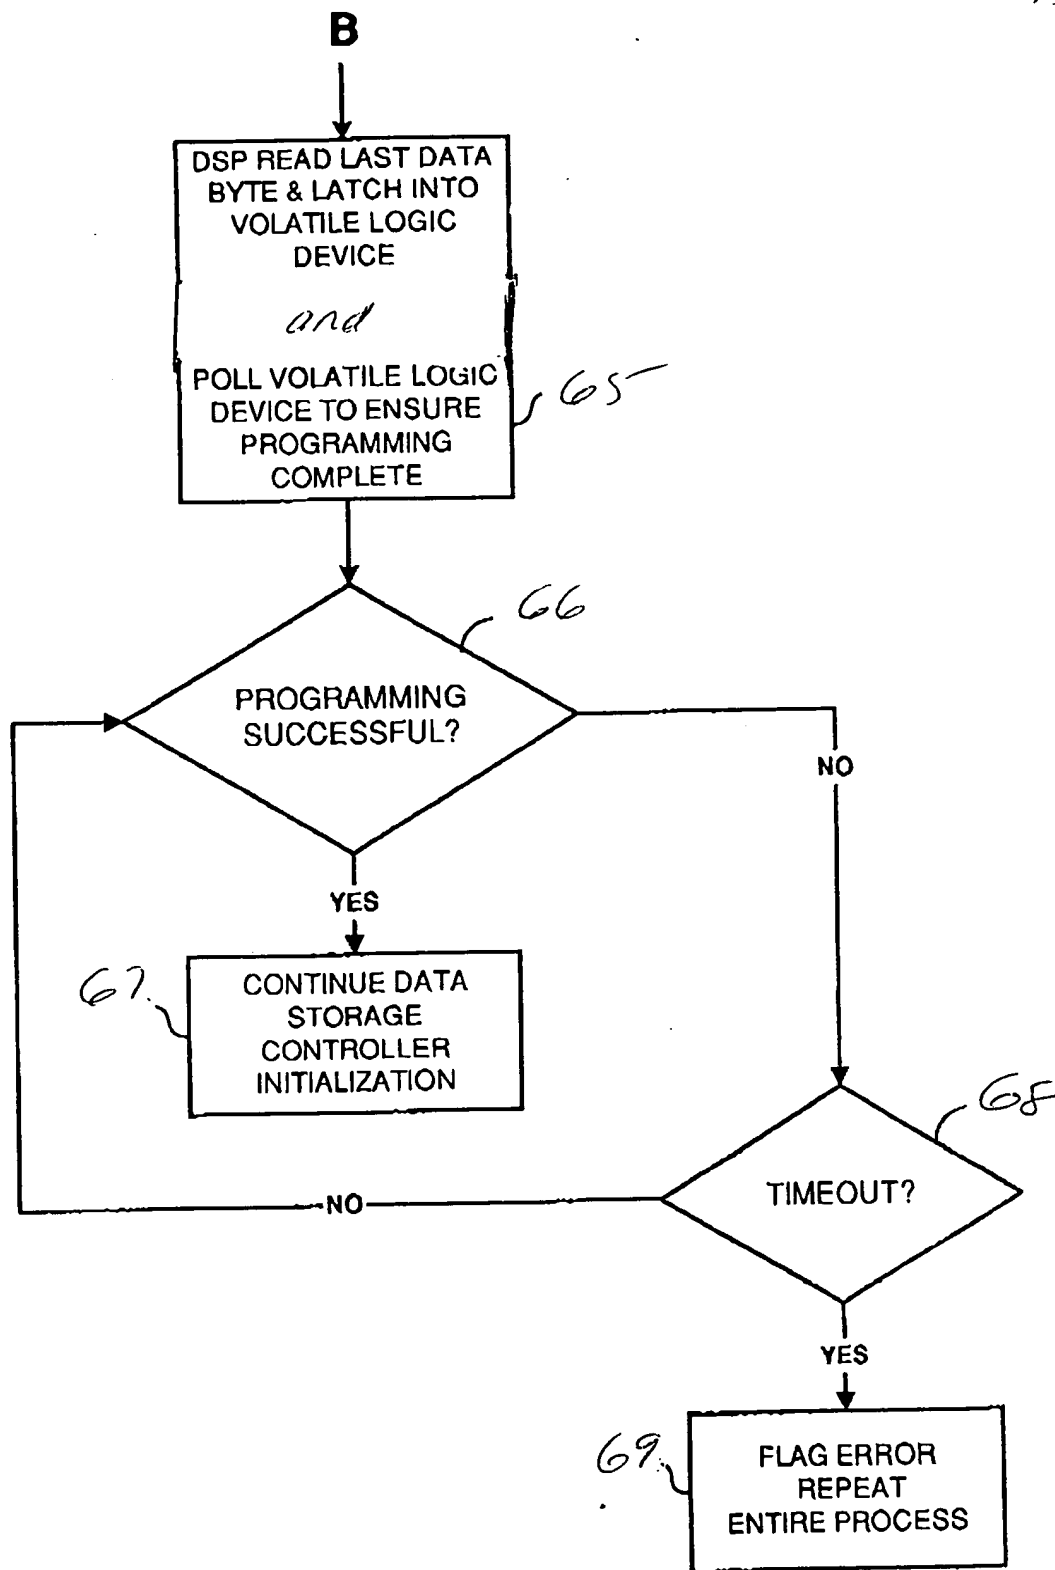 B
DSP READ LAST DATA
BYTE & LATCH INTO
VOLATILE LOGIC
DEVICE
and
POLL VOLATILE LOGIC
DEVICE TO ENSURE
PROGRAMMING
COMPLETE
65
66
PROGRAMMING
SUCCESSFUL?
NO
YES
67
CONTINUE DATA
STORAGE
CONTROLLER
INITIALIZATION
68
TIMEOUT?
NO
YES
69
FLAG ERROR
REPEAT
ENTIRE PROCESS